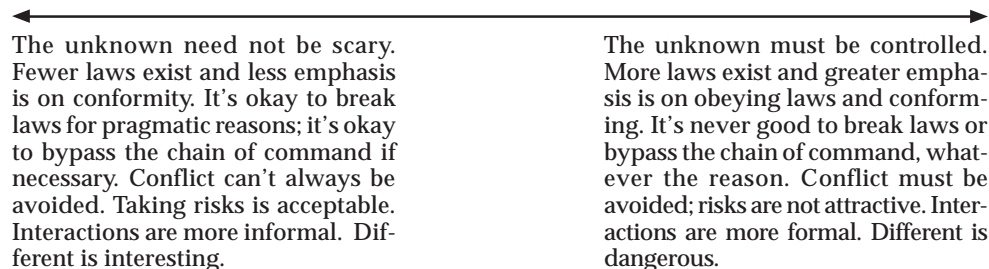 The unknown need not be scary.
Fewer laws exist and less emphasis
is on conformity. It's okay to break
laws for pragmatic reasons; it's okay
to bypass the chain of command if
necessary. Conflict can't always be
avoided. Taking risks is acceptable.
Interactions are more informal. Dif-
ferent is interesting.
The unknown must be controlled.
More laws exist and greater empha-
sis is on obeying laws and conform-
ing. It's never good to break laws or
bypass the chain of command, what-
ever the reason. Conflict must be
avoided; risks are not attractive. Inter-
actions are more formal. Different is
dangerous.